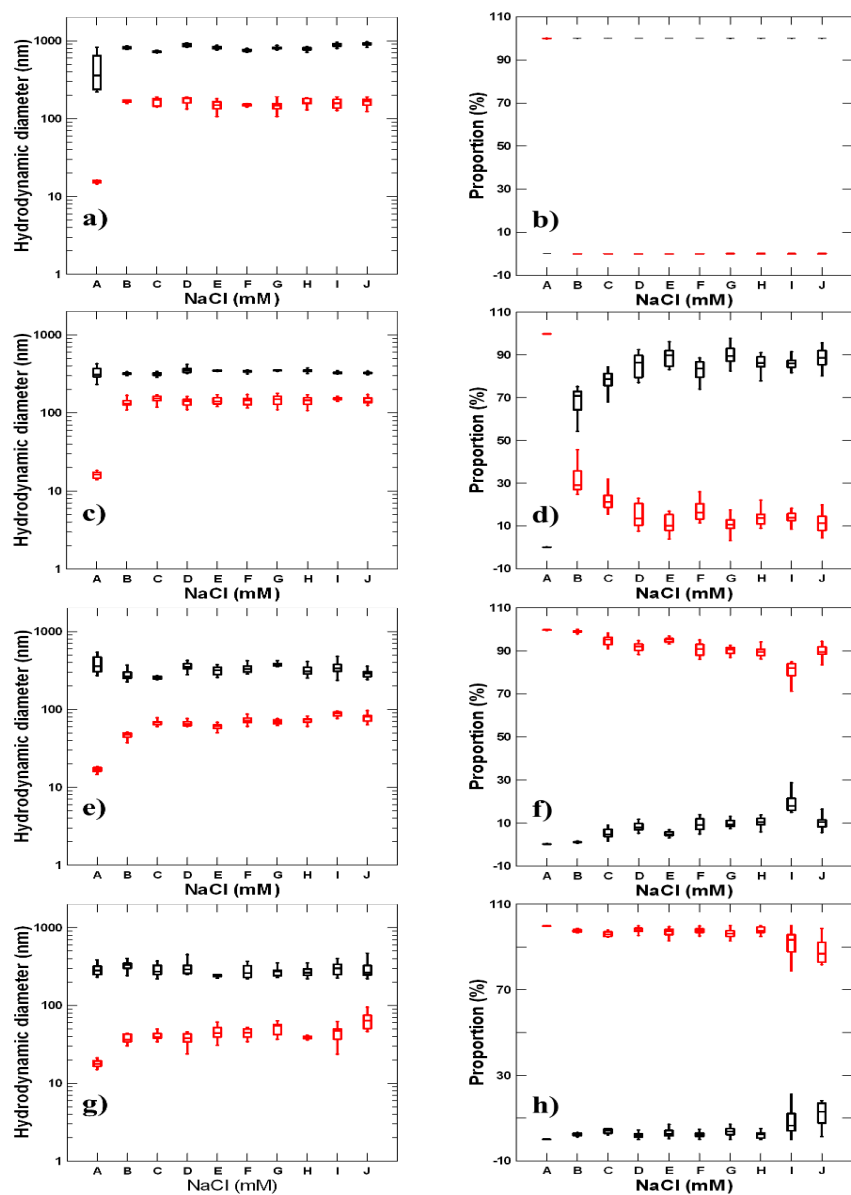 Hydrodynamic diameter (nm)
1000
100
10
1
a)
A B C D E F G H I J
NaCl (mM)
Proportion (%)
110
90
70
50
30
10
-10
b)
A B C D E F G H I J
NaCl (mM)
Hydrodynamic diameter (nm)
1000
100
10
1
c)
A B C D E F G H I J
NaCl (mM)
Proportion (%)
110
90
70
50
30
10
-10
d)
A B C D E F G H I J
NaCl (mM)
Hydrodynamic diameter (nm)
1000
100
10
1
e)
A B C D E F G H I J
NaCl (mM)
Proportion (%)
110
90
70
50
30
10
-10
f)
A B C D E F G H I J
NaCl (mM)
Hydrodynamic diameter (nm)
1000
100
10
1
g)
A B C D E F G H I J
NaCl (mM)
Proportion (%)
90
30
-10
h)
A B C D E F G H I J
NaCl (mM)